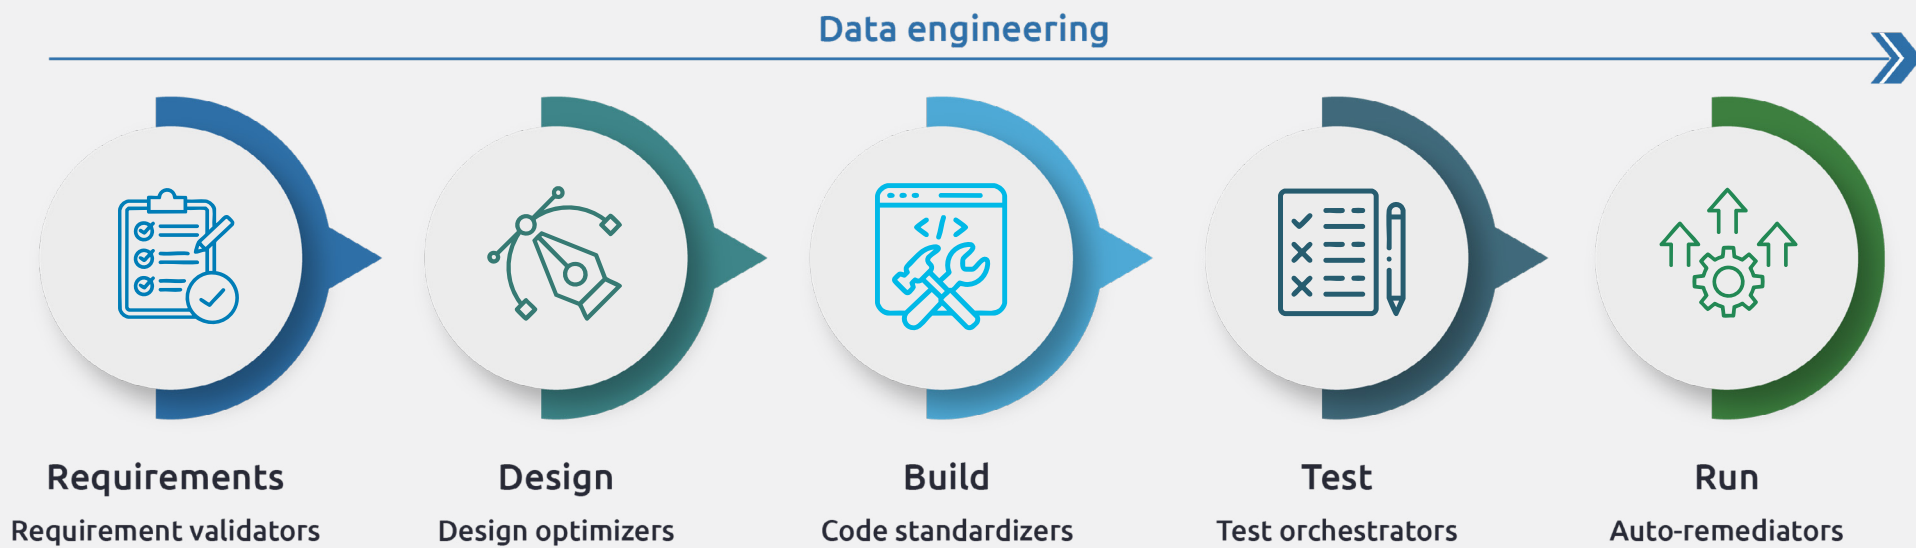 Data engineering
Requirements
Requirement validators
Design
Design optimizers
Build
Code standardizers
Test
Test orchestrators
Run
Auto-remediators